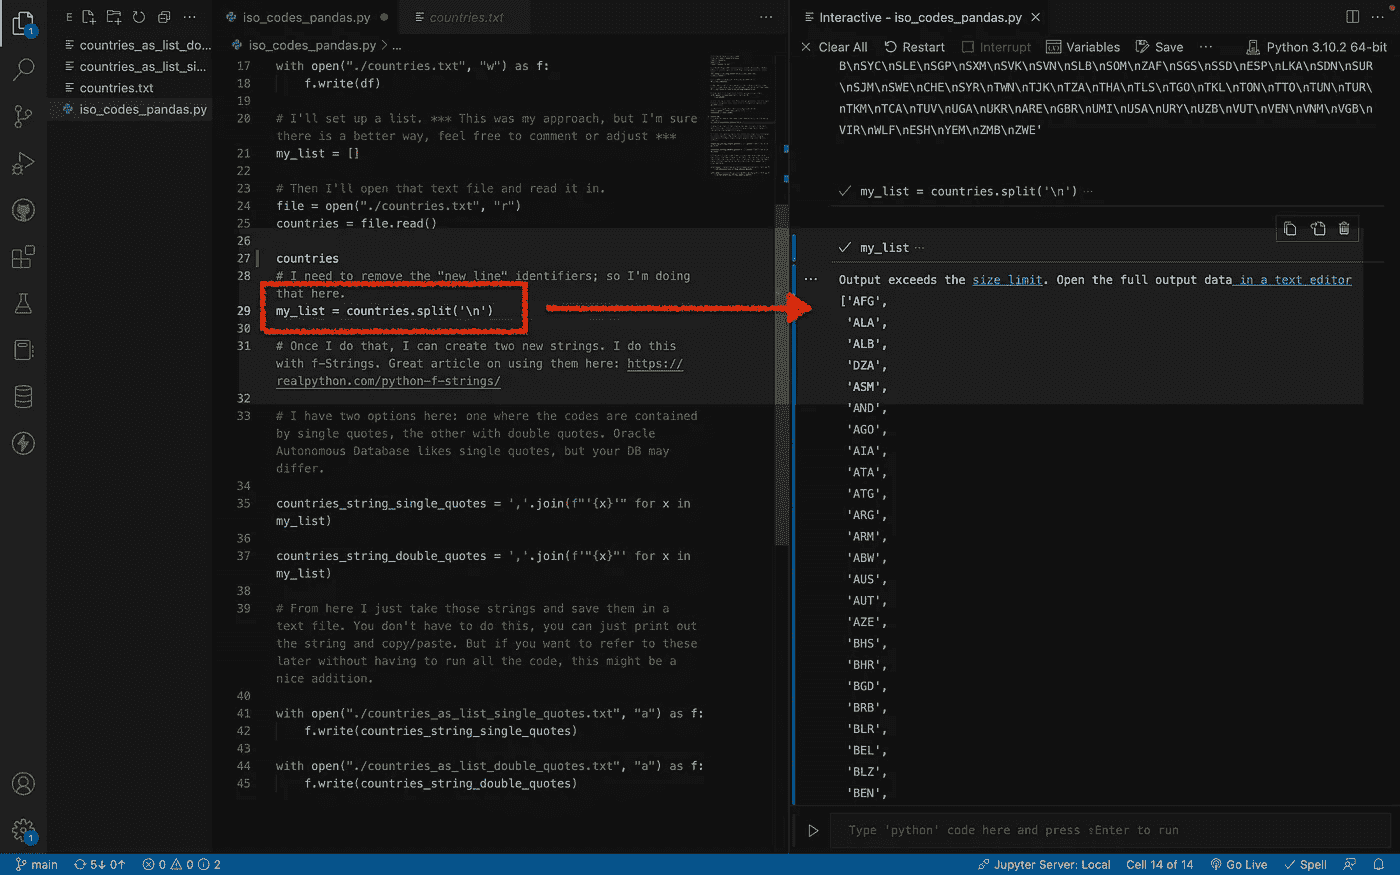 E
countries_as_list_do...
countries_as_list_si...
countries.txt
iso_codes_pandas.py
1
1
iso_codes_pandas.py
countries.txt
iso_codes_pandas.py > ...
17 with open("./countries.txt", "w") as f:
18 f.write(df)
19
20 # I'll set up a list. *** This was my approach, but I'm sure
there is a better way, feel free to comment or adjust ***
21 my_list = []
22
23 # Then I'll open that text file and read it in.
24 file = open("./countries.txt", "r")
25 countries = file.read()
26
27 countries
28 # I need to remove the "new line" identifiers; so I'm doing
that here.
29 my_list = countries.split('\n')
30
31 # Once I do that, I can create two new strings. I do this
with f-Strings. Great article on using them here: https://
realpython.com/python-f-strings/
32
33 # I have two options here: one where the codes are contained
by single quotes, the other with double quotes. Oracle
Autonomous Database likes single quotes, but your DB may
differ.
34
35 countries_string_single_quotes = ','.join(f"'{x}'" for x in
my_list)
36
37 countries_string_double_quotes = ','.join(f'"{x}"' for x in
my_list)
38
39 # From here I just take those strings and save them in a
text file. You don't have to do this, you can just print out
the string and copy/paste. But if you want to refer to these
later without having to run all the code, this might be a
nice addition.
40
41 with open("./countries_as_list_single_quotes.txt", "a") as f:
42 f.write(countries_string_single_quotes)
43
44 with open("./countries_as_list_double_quotes.txt", "a") as f:
45 f.write(countries_string_double_quotes)
Interactive - iso_codes_pandas.py
Clear All Restart Interrupt Variables Save ... Python 3.10.2 64-bit
B\nSYC\nSLE\nSGP\nSXM\nSVK\nSVN\nSLB\nSOM\nZAF\nSGS\nSSD\nESP\nLKA\nSDN\nSUR
\nSJM\nSWE\nCHE\nSYR\nTWN\nTJK\nTZA\nTHA\nTLS\nTGO\nTKL\nTON\nTTO\nTUN\nTUR\
nTKM\nTCA\nTUV\nUGA\nUKR\nARE\nGBR\nUMI\nUSA\nURY\nUZB\nVUT\nVEN\nVNM\nVGB\n
VIR\nWLF\nESH\nYEM\nZMB\nZWE'
my_list = countries.split('\n') ...
my_list ...
Output exceeds the size limit. Open the full output data in a text editor
['AFG',
'ALA',
'ALB',
'DZA',
'ASM',
'AND',
'AGO',
'AIA',
'ATA',
'ATG',
'ARG',
'ARM',
'ABW',
'AUS',
'AUT',
'AZE',
'BHS',
'BHR',
'BGD',
'BRB',
'BLR',
'BEL',
'BLZ',
'BEN',
Type 'python' code here and press ⇧Enter to run
main 5↓ 0↑ 0 0 2
Jupyter Server: Local Cell 14 of 14 Go Live Spell